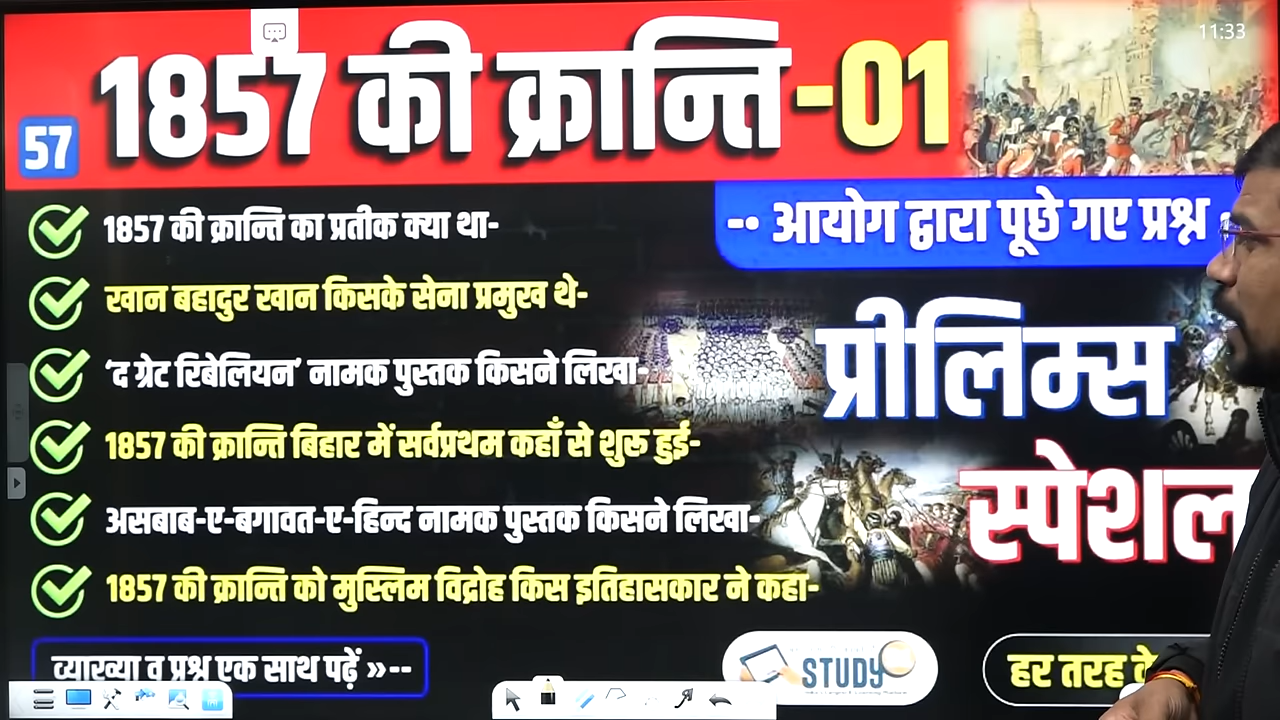 11:33
1857 की क्रान्ति -01
57
-- आयोग द्वारा पूछे गए प्रश्न
1857 की क्रान्ति का प्रतीक क्या था-
खान बहादुर खान किसके सेना प्रमुख थे-
‘द ग्रेट रिबेलियन’ नामक पुस्तक किसने लिखा-
1857 की क्रान्ति बिहार में सर्वप्रथम कहाँ से शुरू हुई-
असबाब-ए-बगावत-ए-हिन्द नामक पुस्तक किसने लिखा-
1857 की क्रान्ति को मुस्लिम विद्रोह किस इतिहासकार ने कहा-
प्रीलिम्स
स्पेशल
व्याख्या व प्रश्न एक साथ पढ़ें »--
STUDY
हर तरह के